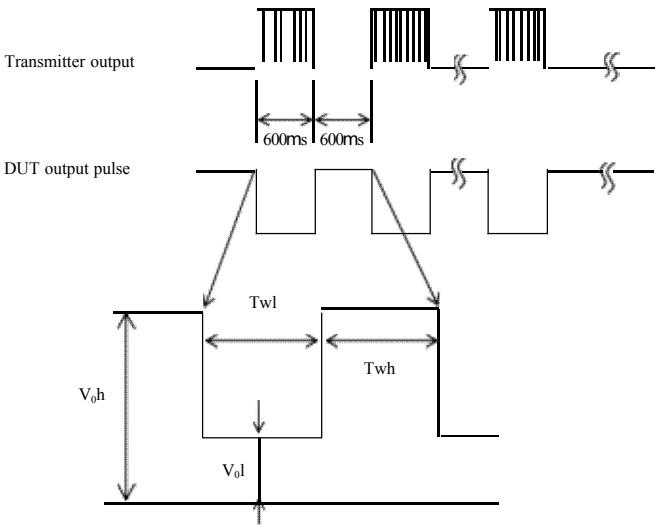 Transmitter output
600ms 600ms
DUT output pulse
Twl
Twh
V₀h
V₀l